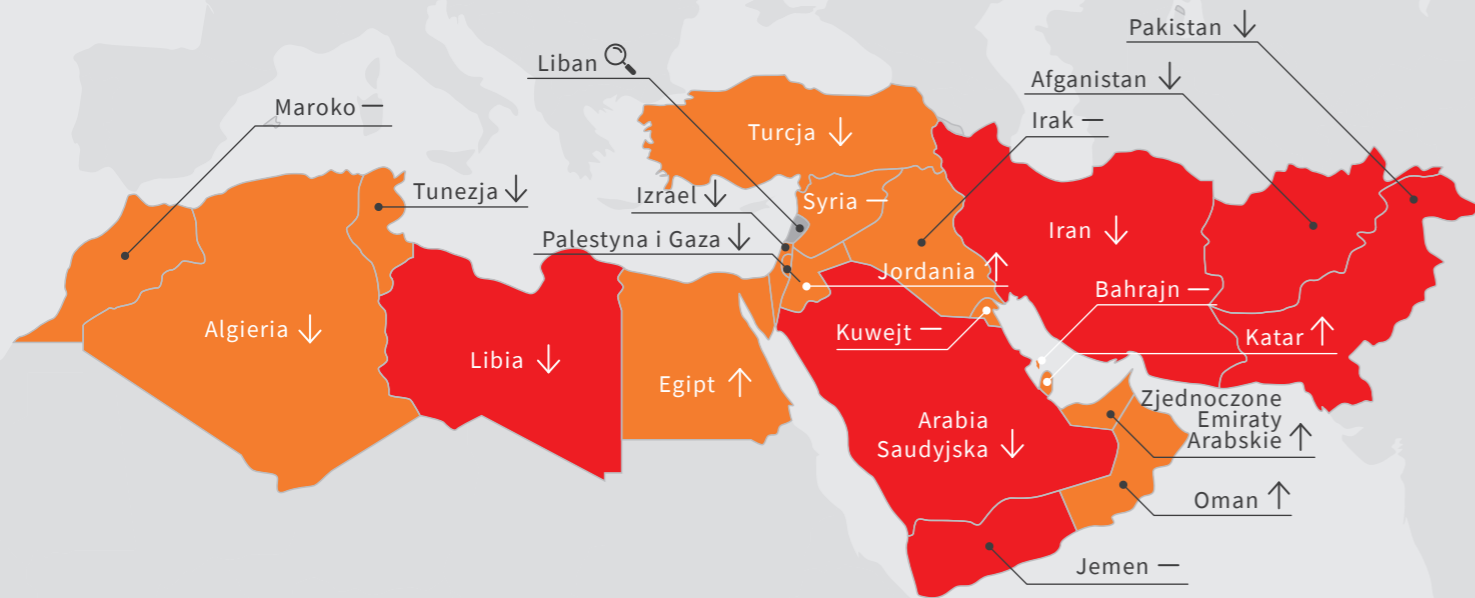 Pakistan ↓
Liban
Afganistan ↓
Maroko —
Irak —
Turcja ↓
Tunezja ↓
Izrael ↓
Syria —
Palestyna i Gaza ↓
Iran ↓
Jordania ↑
Bahrajn —
Algieria ↓
Kuwejt —
Katar ↑
Libia ↓
Egipt ↑
Zjednoczone
Emiraty
Arabskie ↑
Arabia
Saudyjska ↓
Oman ↑
Jemen —